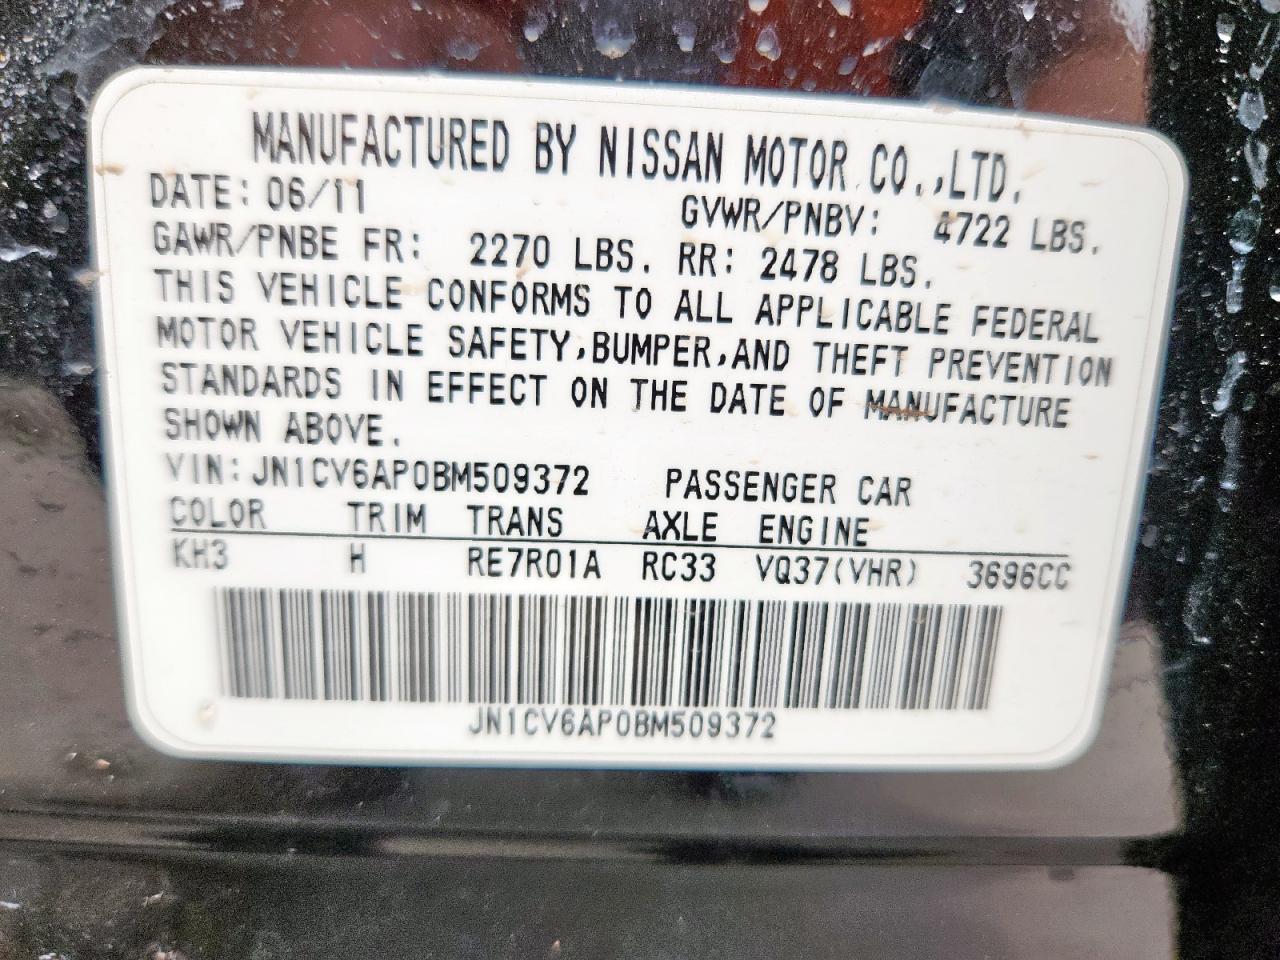 MANUFACTURED BY NISSAN MOTOR CO.,LTD.
DATE: 06/11 GVWR/PNBV: 4722 LBS.
GAWR/PNBE FR: 2270 LBS. RR: 2478 LBS.
THIS VEHICLE CONFORMS TO ALL APPLICABLE FEDERAL
MOTOR VEHICLE SAFETY,BUMPER,AND THEFT PREVENTION
STANDARDS IN EFFECT ON THE DATE OF MANUFACTURE
SHOWN ABOVE.
VIN:JN1CV6AP0BM509372 PASSENGER CAR
COLOR TRIM TRANS AXLE ENGINE
KH3 H RE7R01A RC33 VQ37(VHR) 3696CC
JN1CV6AP0BM509372